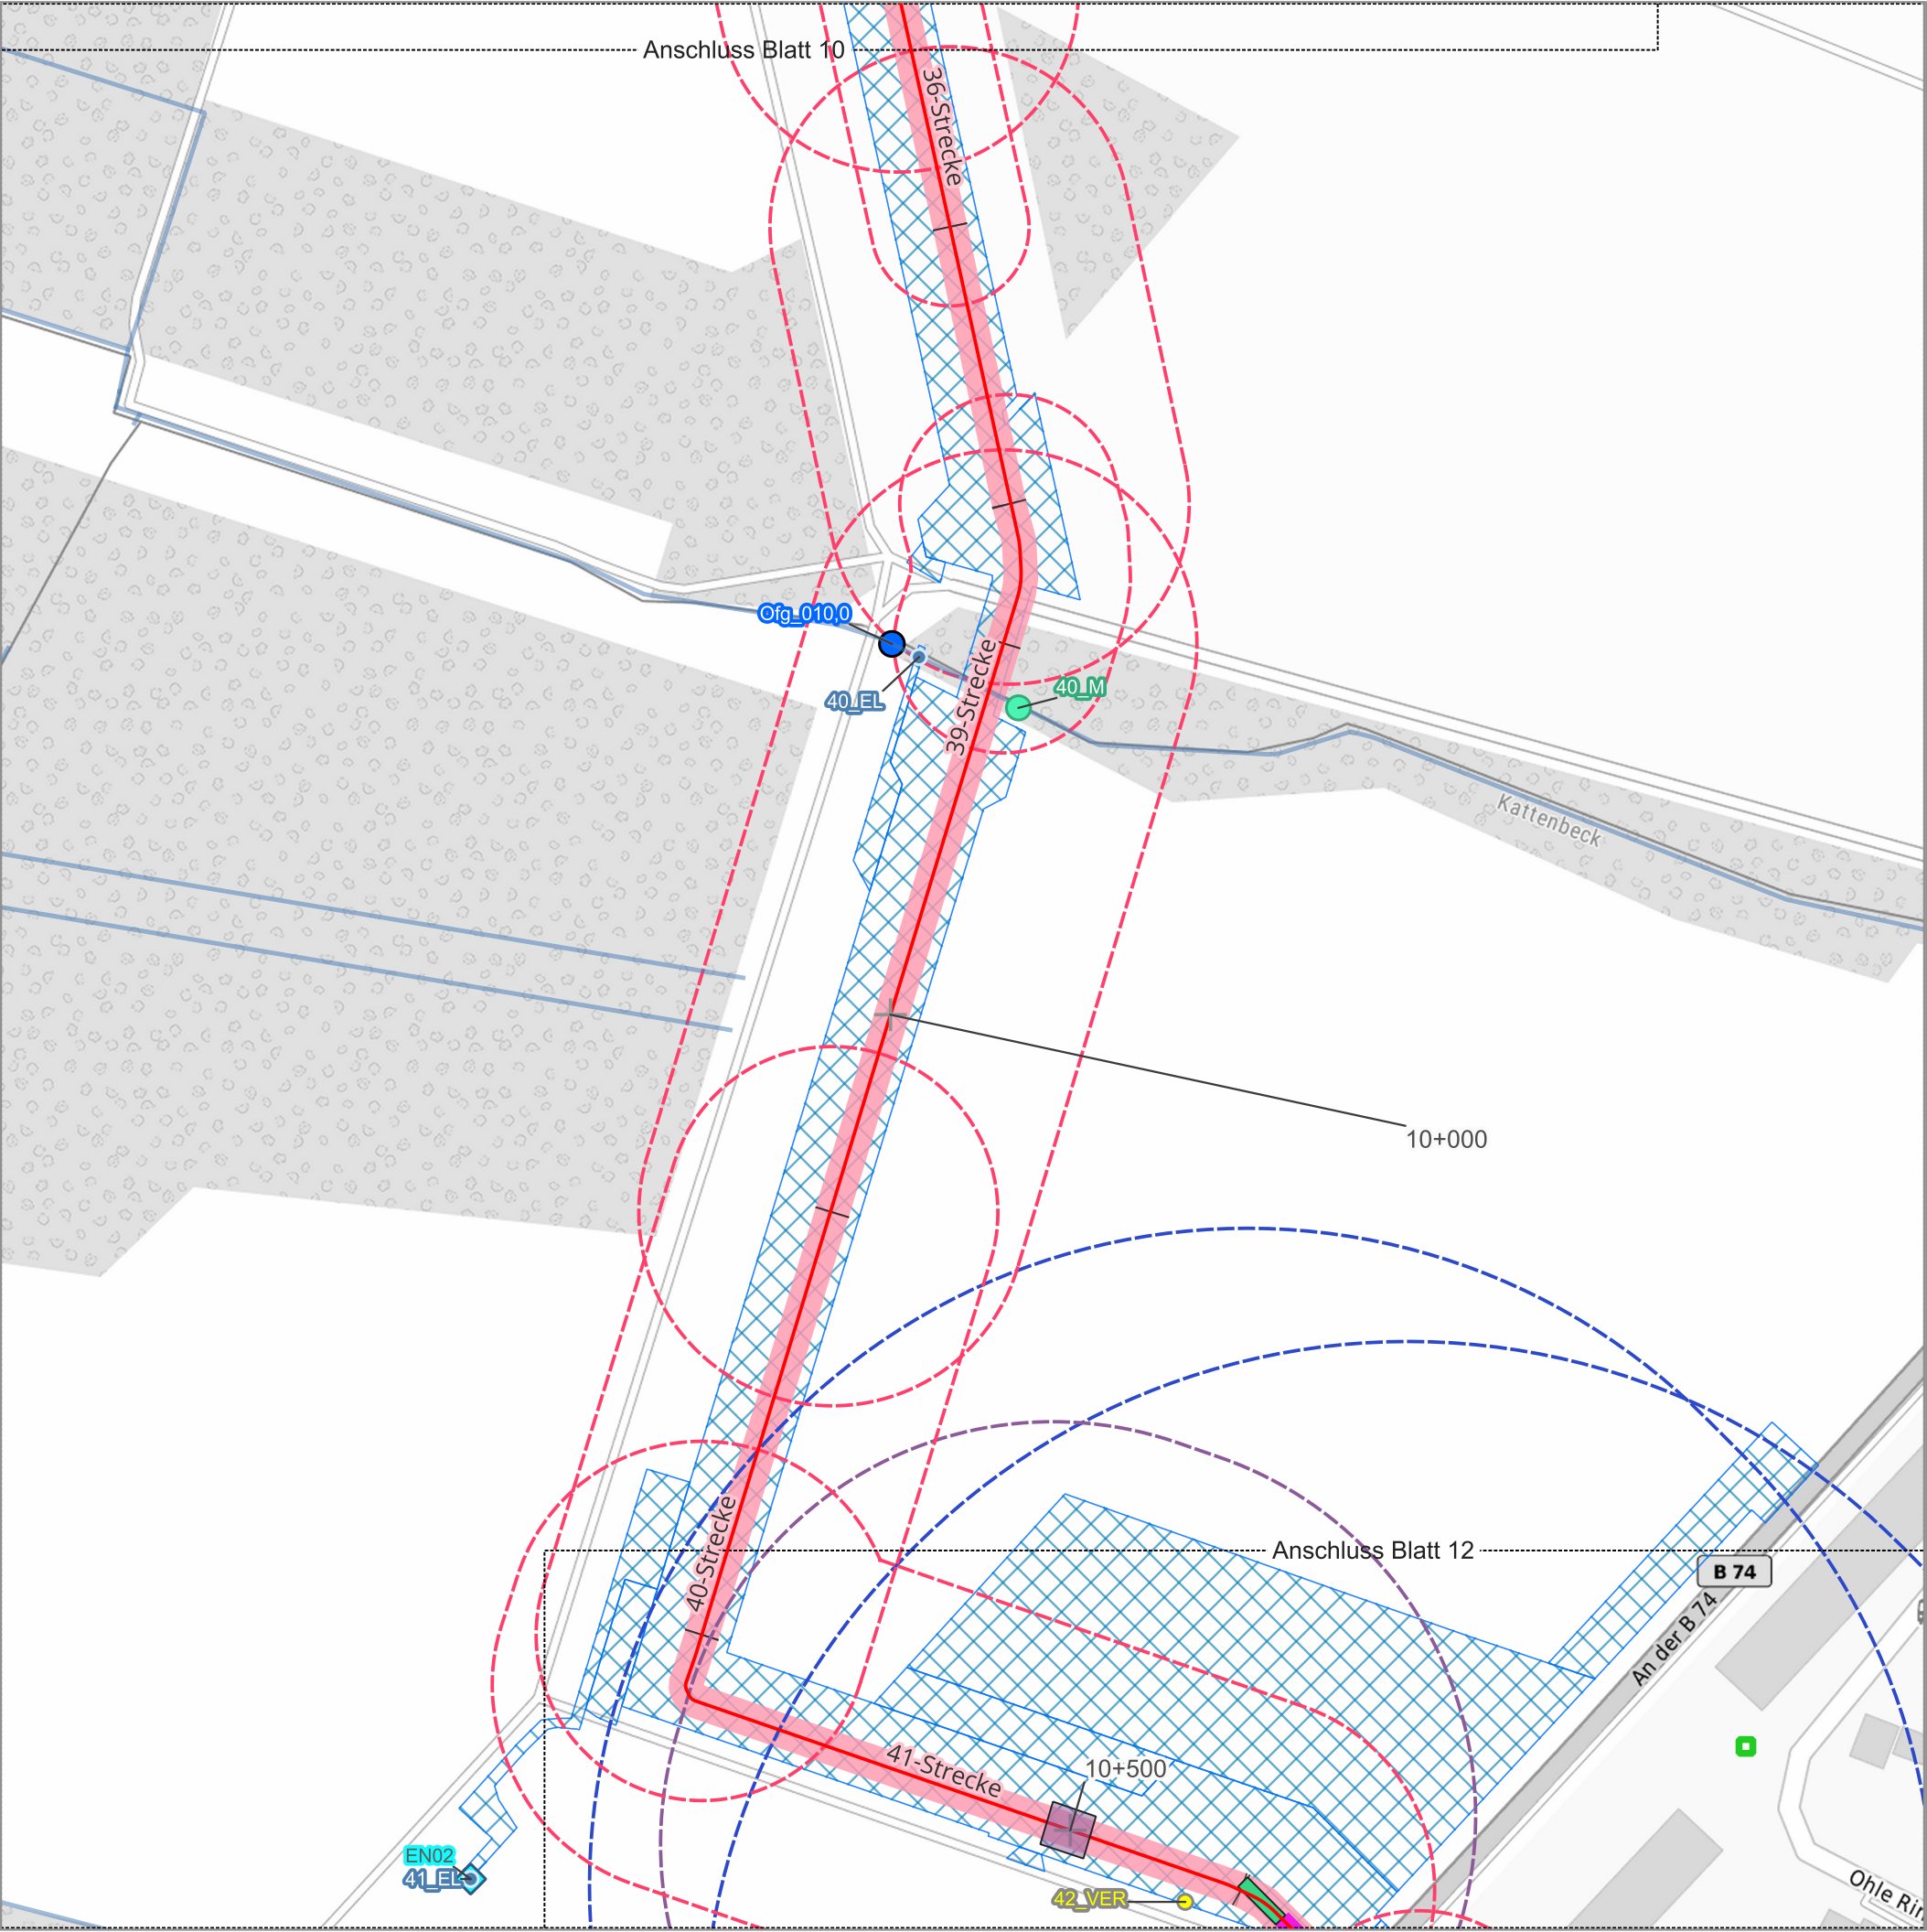 Anschluss Blatt 10
36-Strecke
Ofg_010,0
40_EL
40_M
39-Strecke
Kattenbeck
10+000
40-Strecke
Anschluss Blatt 12
B 74
An der B 74
41-Strecke
10+500
EN02
41_EL
42_VER
Ohle Rin